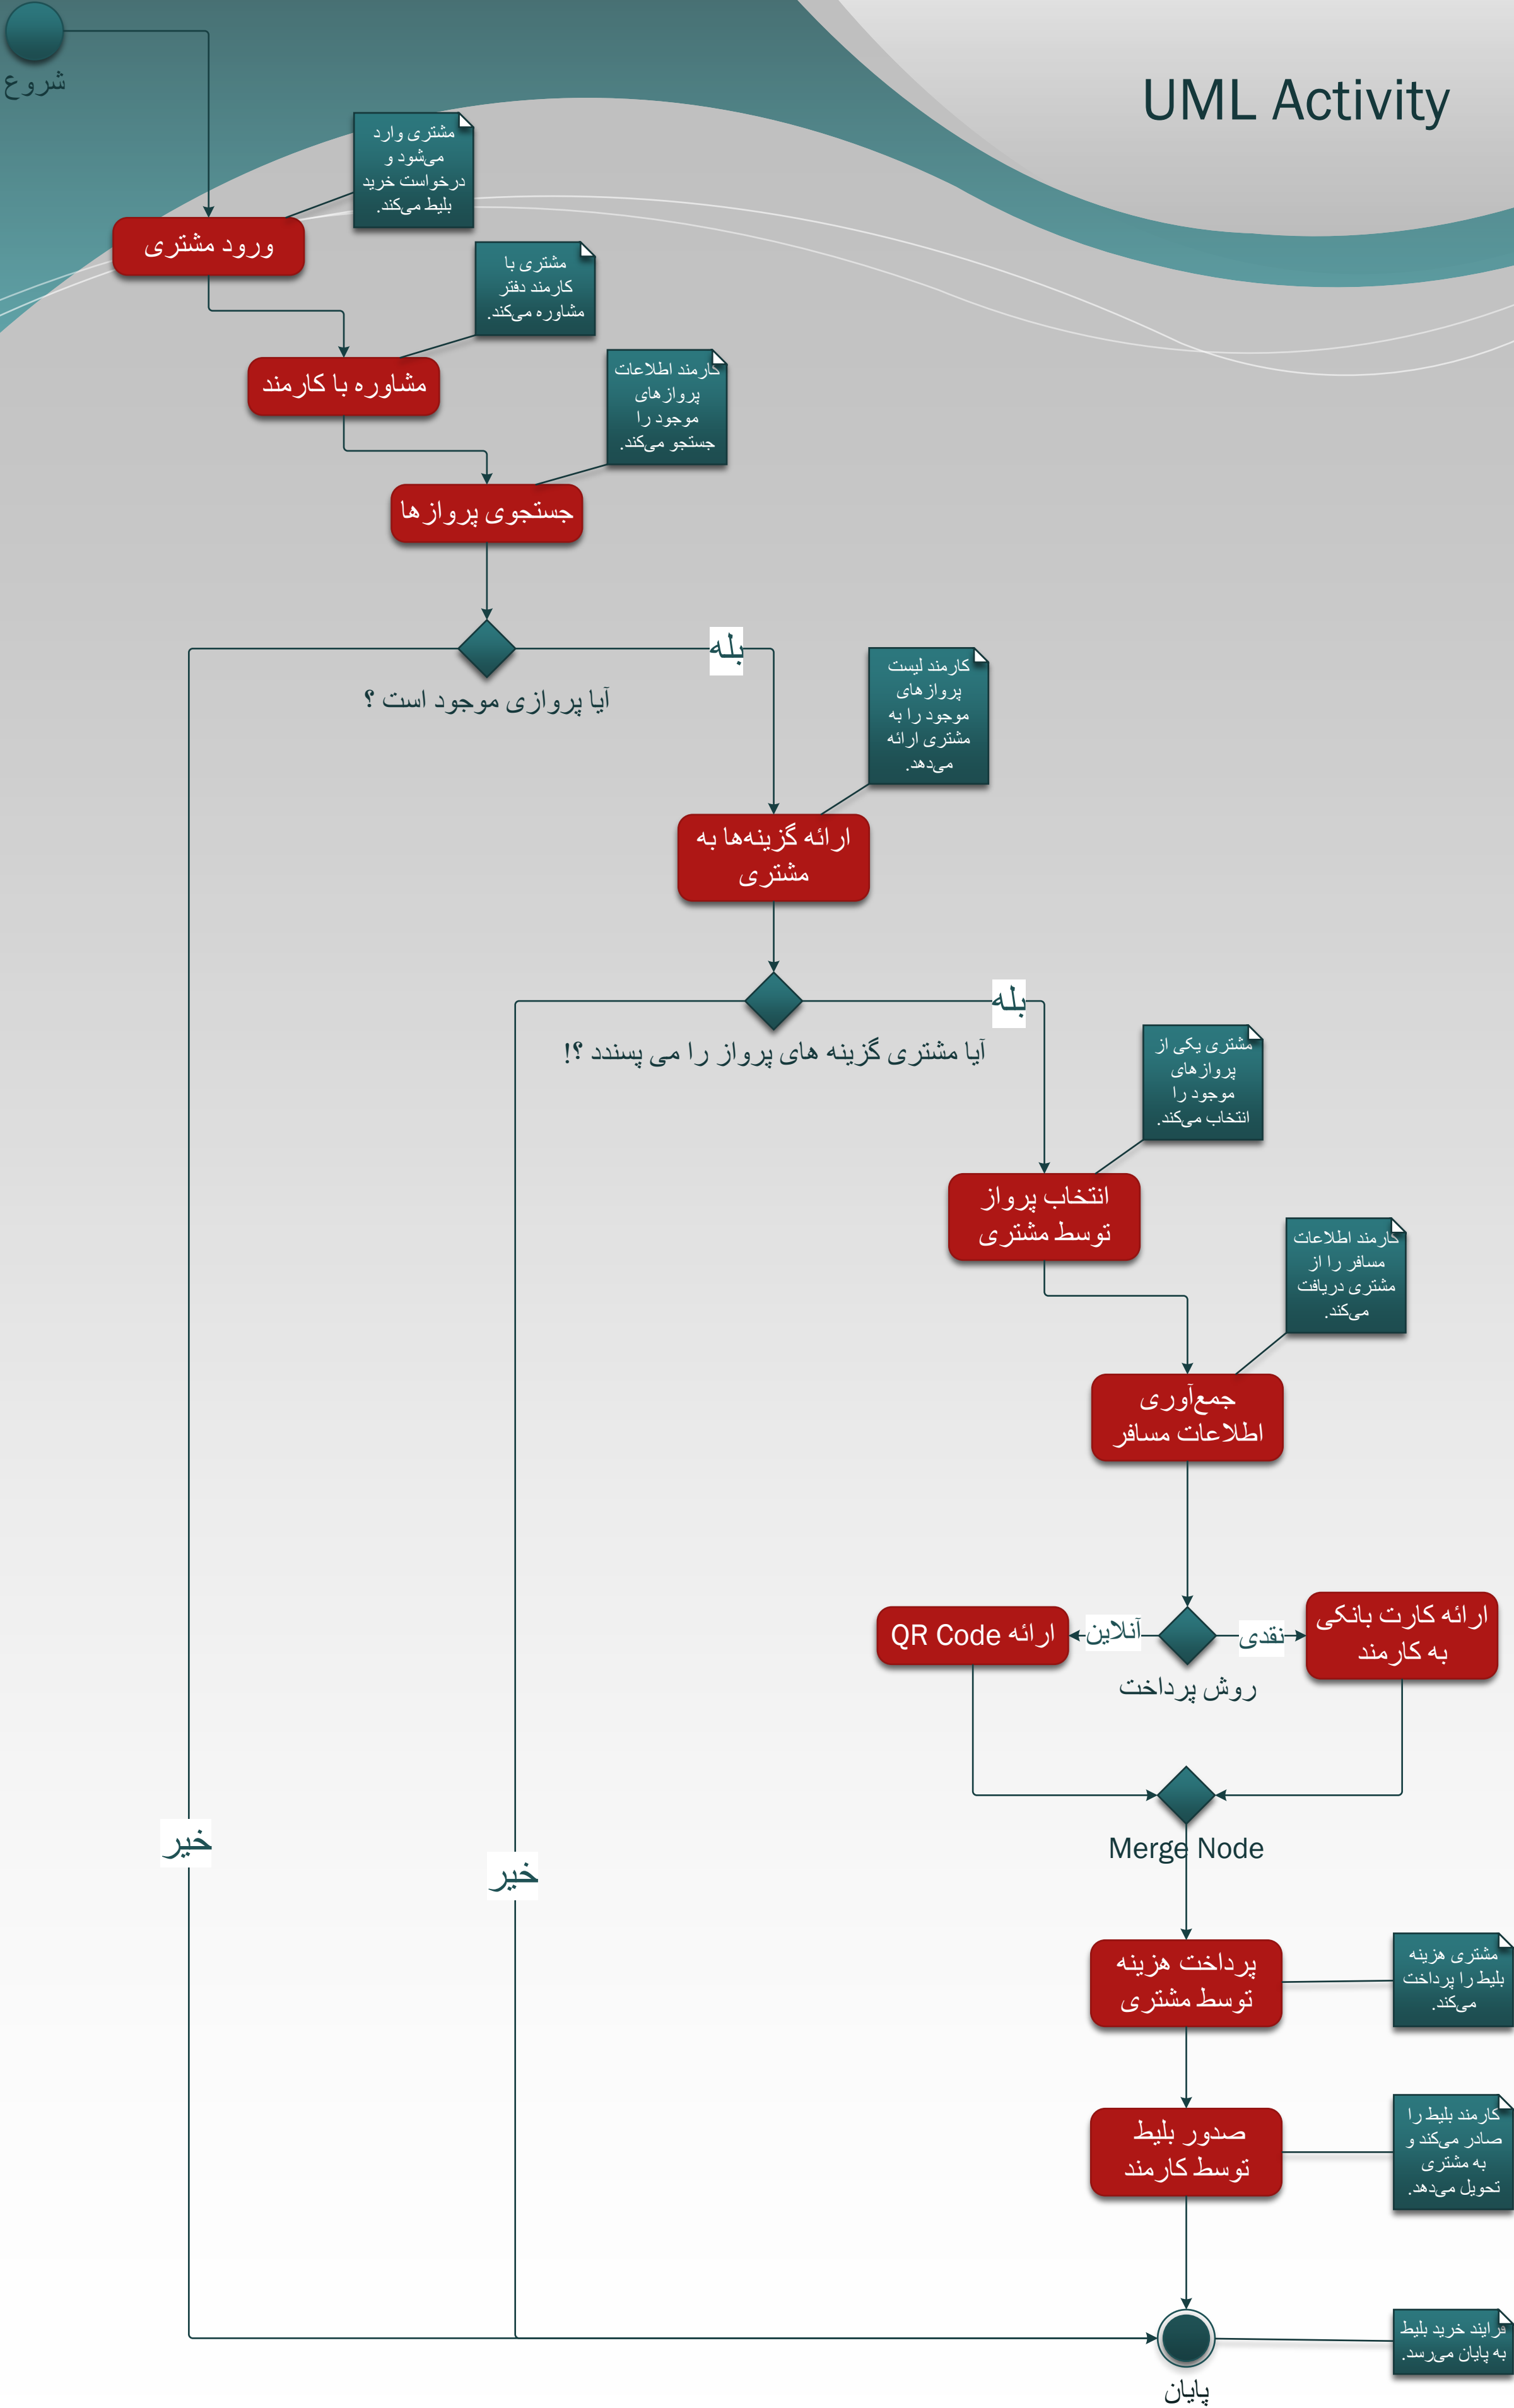 UML Activity
شروع
مشتری وارد
می‌شود و
درخواست خرید
بلیط می‌کند.
ورود مشتری
مشتری با
کارمند دفتر
مشاوره می‌کند.
مشاوره با کارمند
کارمند اطلاعات
پروازهای
موجود را
جستجو می‌کند.
جستجوی پروازها
بله
آیا پروازی موجود است ؟
کارمند لیست
پروازهای
موجود را به
مشتری ارائه
می‌دهد.
ارائه گزینه‌ها به
مشتری
بله
آیا مشتری گزینه های پرواز را می پسندد ؟!
مشتری یکی از
پروازهای
موجود را
انتخاب می‌کند.
انتخاب پرواز
توسط مشتری
کارمند اطلاعات
مسافر را از
مشتری دریافت
می‌کند.
جمع‌آوری
اطلاعات مسافر
ارائه کارت بانکی
به کارمند
نقدی
آنلاین
ارائه QR Code
روش پرداخت
Merge Node
خیر
خیر
مشتری هزینه
بلیط را پرداخت
می‌کند.
پرداخت هزینه
توسط مشتری
کارمند بلیط را
صادر می‌کند و
به مشتری
تحویل می‌دهد.
صدور بلیط
توسط کارمند
فرایند خرید بلیط
به پایان می‌رسد.
پایان